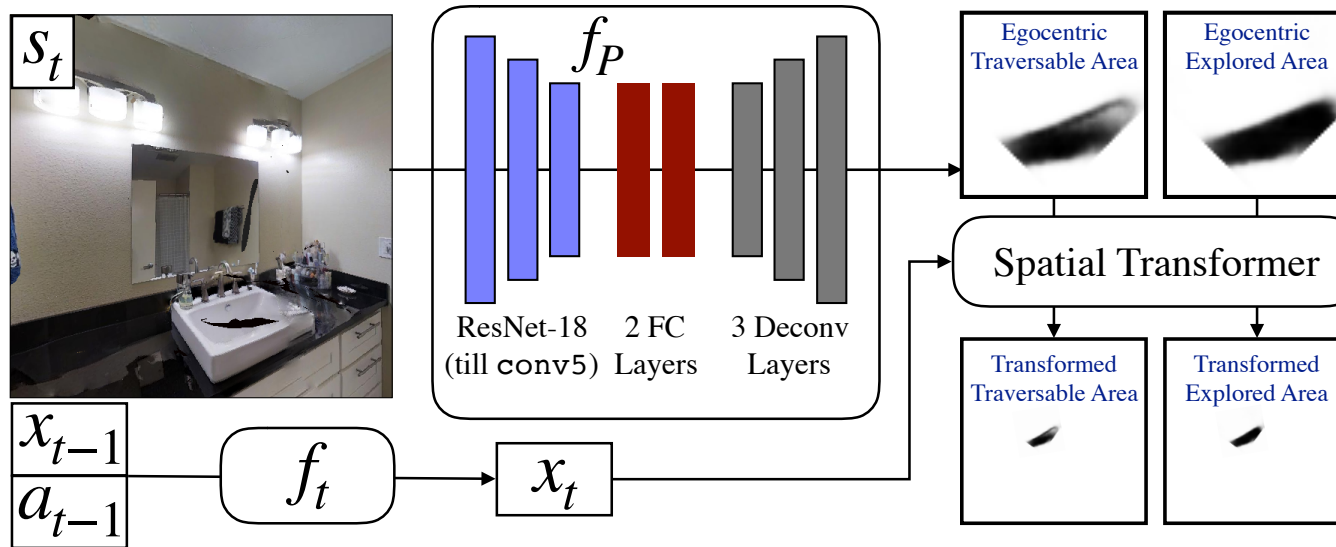 s_t
f_P
ResNet-18
(till conv5)
2 FC
Layers
3 Deconv
Layers
Egocentric
Traversable Area
Egocentric
Explored Area
Spatial Transformer
Transformed
Traversable Area
Transformed
Explored Area
x_{t-1}
a_{t-1}
f_t
x_t